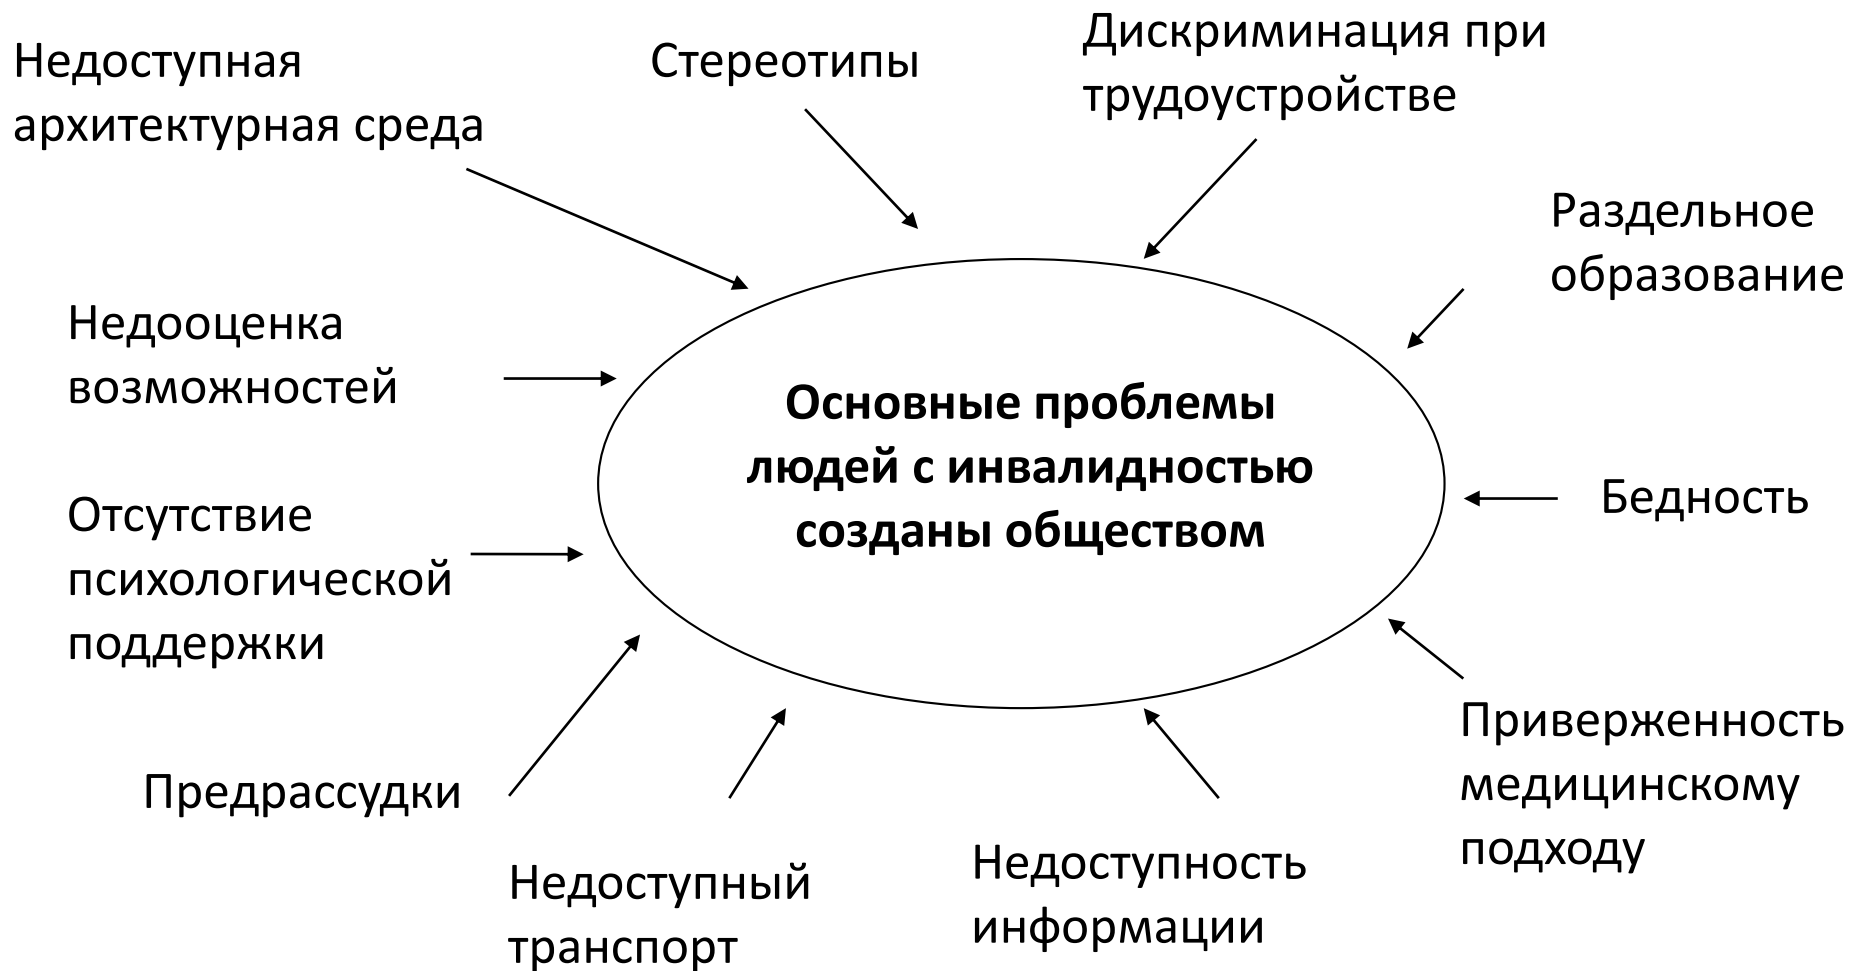 Недоступная
архитектурная среда
Стереотипы
Дискриминация при
трудоустройстве
Раздельное
образование
Недооценка
возможностей
Основные проблемы
людей с инвалидностью
созданы обществом
Бедность
Отсутствие
психологической
поддержки
Приверженность
медицинскому
подходу
Предрассудки
Недоступный
транспорт
Недоступность
информации